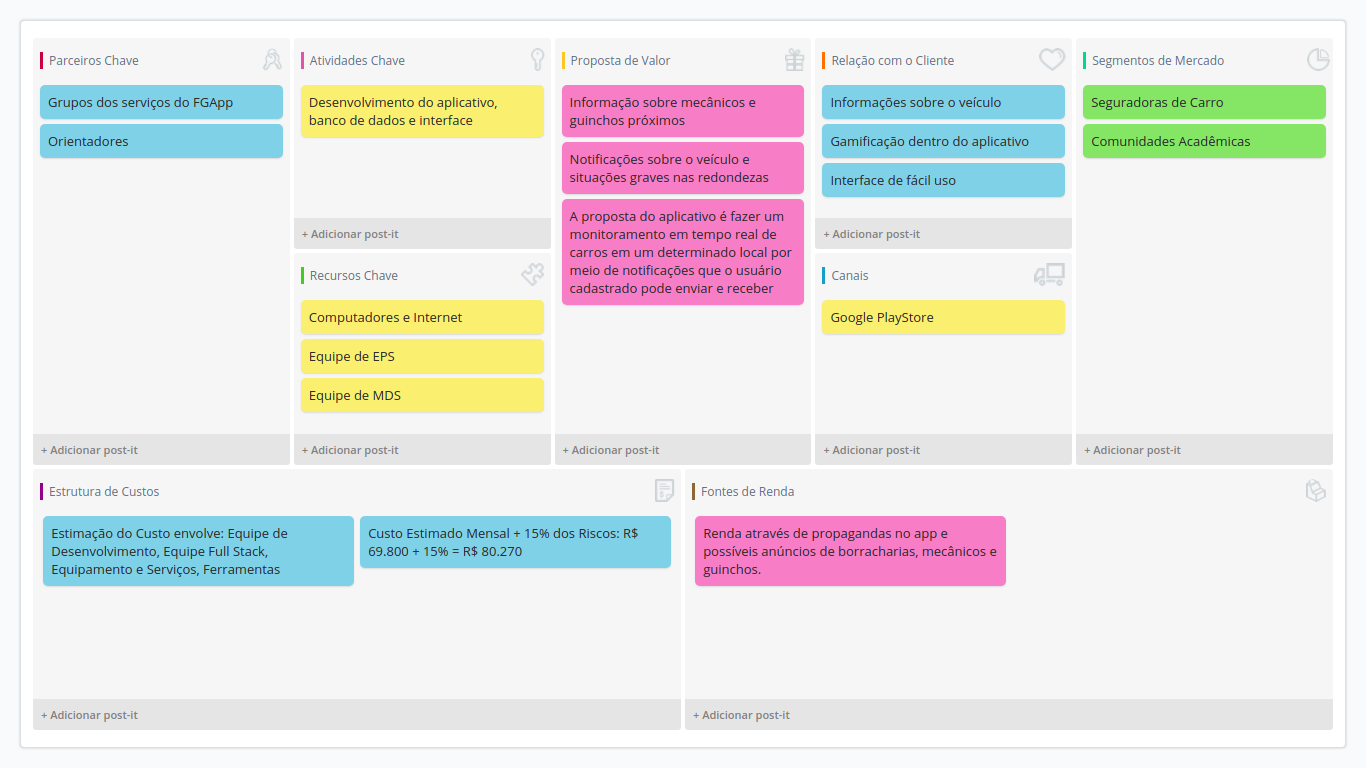 Parceiros Chave
Grupos dos serviços do FGApp
Orientadores
+ Adicionar post-it
Atividades Chave
Desenvolvimento do aplicativo,
banco de dados e interface
+ Adicionar post-it
Recursos Chave
Computadores e Internet
Equipe de EPS
Equipe de MDS
+ Adicionar post-it
Proposta de Valor
Informação sobre mecânicos e
guinchos próximos
Notificações sobre o veículo e
situações graves nas redondezas
A proposta do aplicativo é fazer um
monitoramento em tempo real de
carros em um determinado local por
meio de notificações que o usuário
cadastrado pode enviar e receber
+ Adicionar post-it
Relação com o Cliente
Informações sobre o veículo
Gamificação dentro do aplicativo
Interface de fácil uso
+ Adicionar post-it
Canais
Google PlayStore
+ Adicionar post-it
Segmentos de Mercado
Seguradoras de Carro
Comunidades Acadêmicas
+ Adicionar post-it
Estrutura de Custos
Estimação do Custo envolve: Equipe de
Desenvolvimento, Equipe Full Stack,
Equipamento e Serviços, Ferramentas
Custo Estimado Mensal + 15% dos Riscos: R$
69.800 + 15% = R$ 80.270
+ Adicionar post-it
Fontes de Renda
Renda através de propagandas no app e
possíveis anúncios de borracharias, mecânicos e
guinchos.
+ Adicionar post-it